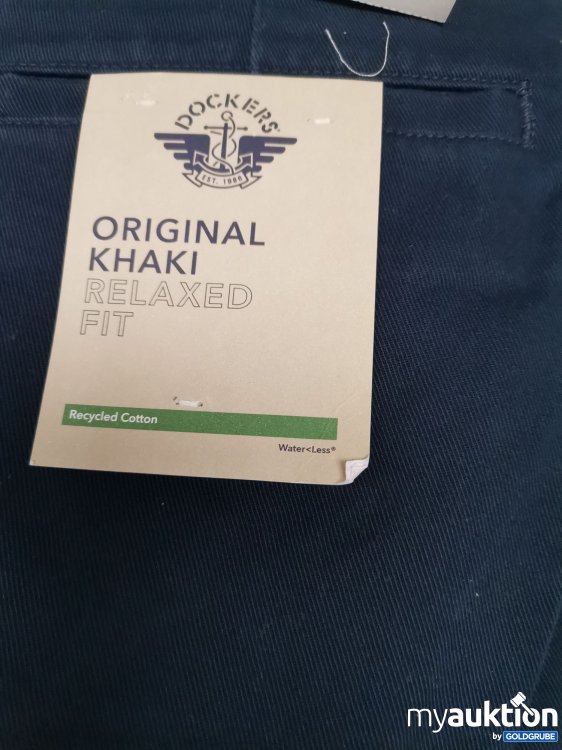 DOCKERS®
EST. 1986
ORIGINAL
KHAKI
RELAXED
FIT
Recycled Cotton
Water<Less®
myauktion
by GOLDGRUBE